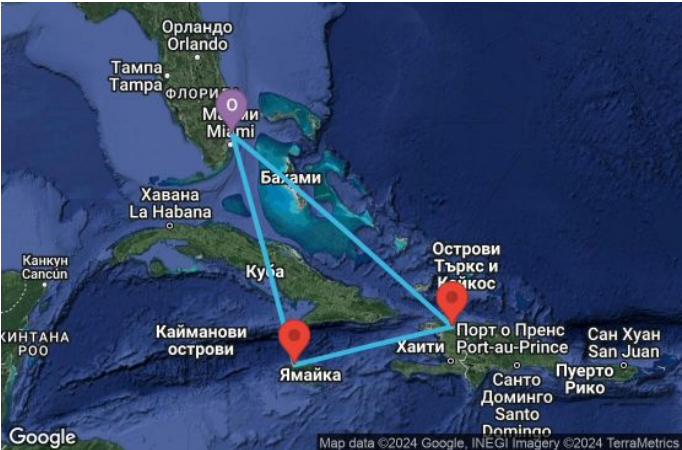 Орландо
Orlando
Тампа
Tampa
ФЛОРИДА
O
Маями
Miami
Бахами
Хавана
La Habana
Канкун
Cancún
Куба
Острови
Търкс и
Кайкос
КИНТАНА
РОО
Кайманови
острови
Ямайка
Хаити
Порт о Пренс
Port-au-Prince
Сан Хуан
San Juan
Санто
Доминго
Santo
Domingo
Пуерто
Рико
Google
Map data ©2024 Google, INEGI Imagery ©2024 TerraMetrics